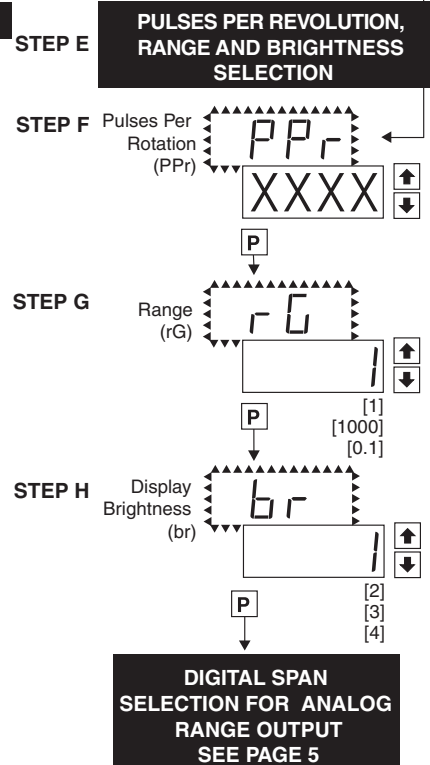 STEP E
PULSES PER REVOLUTION,
RANGE AND BRIGHTNESS
SELECTION
STEP F
Pulses Per
Rotation
(PPr)
PPr
XXXX
P
STEP G
Range
(rG)
rG
1
[1]
[1000]
[0.1]
P
STEP H
Display
Brightness
(br)
br
1
[2]
[3]
[4]
P
DIGITAL SPAN
SELECTION FOR ANALOG
RANGE OUTPUT
SEE PAGE 5